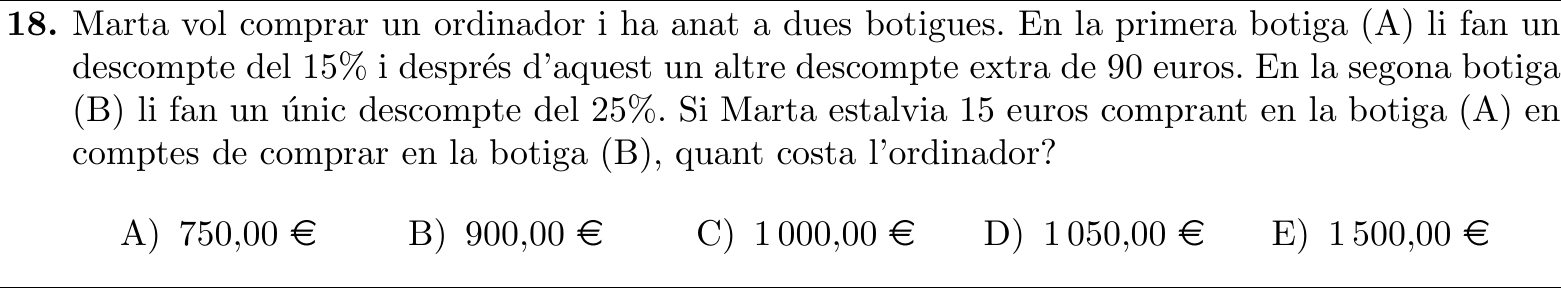 18. Marta vol comprar un ordinador i ha anat a dues botigues. En la primera botiga (A) li fan un
descompte del 15% i després d'aquest un altre descompte extra de 90 euros. En la segona botiga
(B) li fan un únic descompte del 25%. Si Marta estalvia 15 euros comprant en la botiga (A) en
comptes de comprar en la botiga (B), quant costa l'ordinador?
A) 750,00 € B) 900,00 € C) 1 000,00 € D) 1 050,00 € E) 1 500,00 €